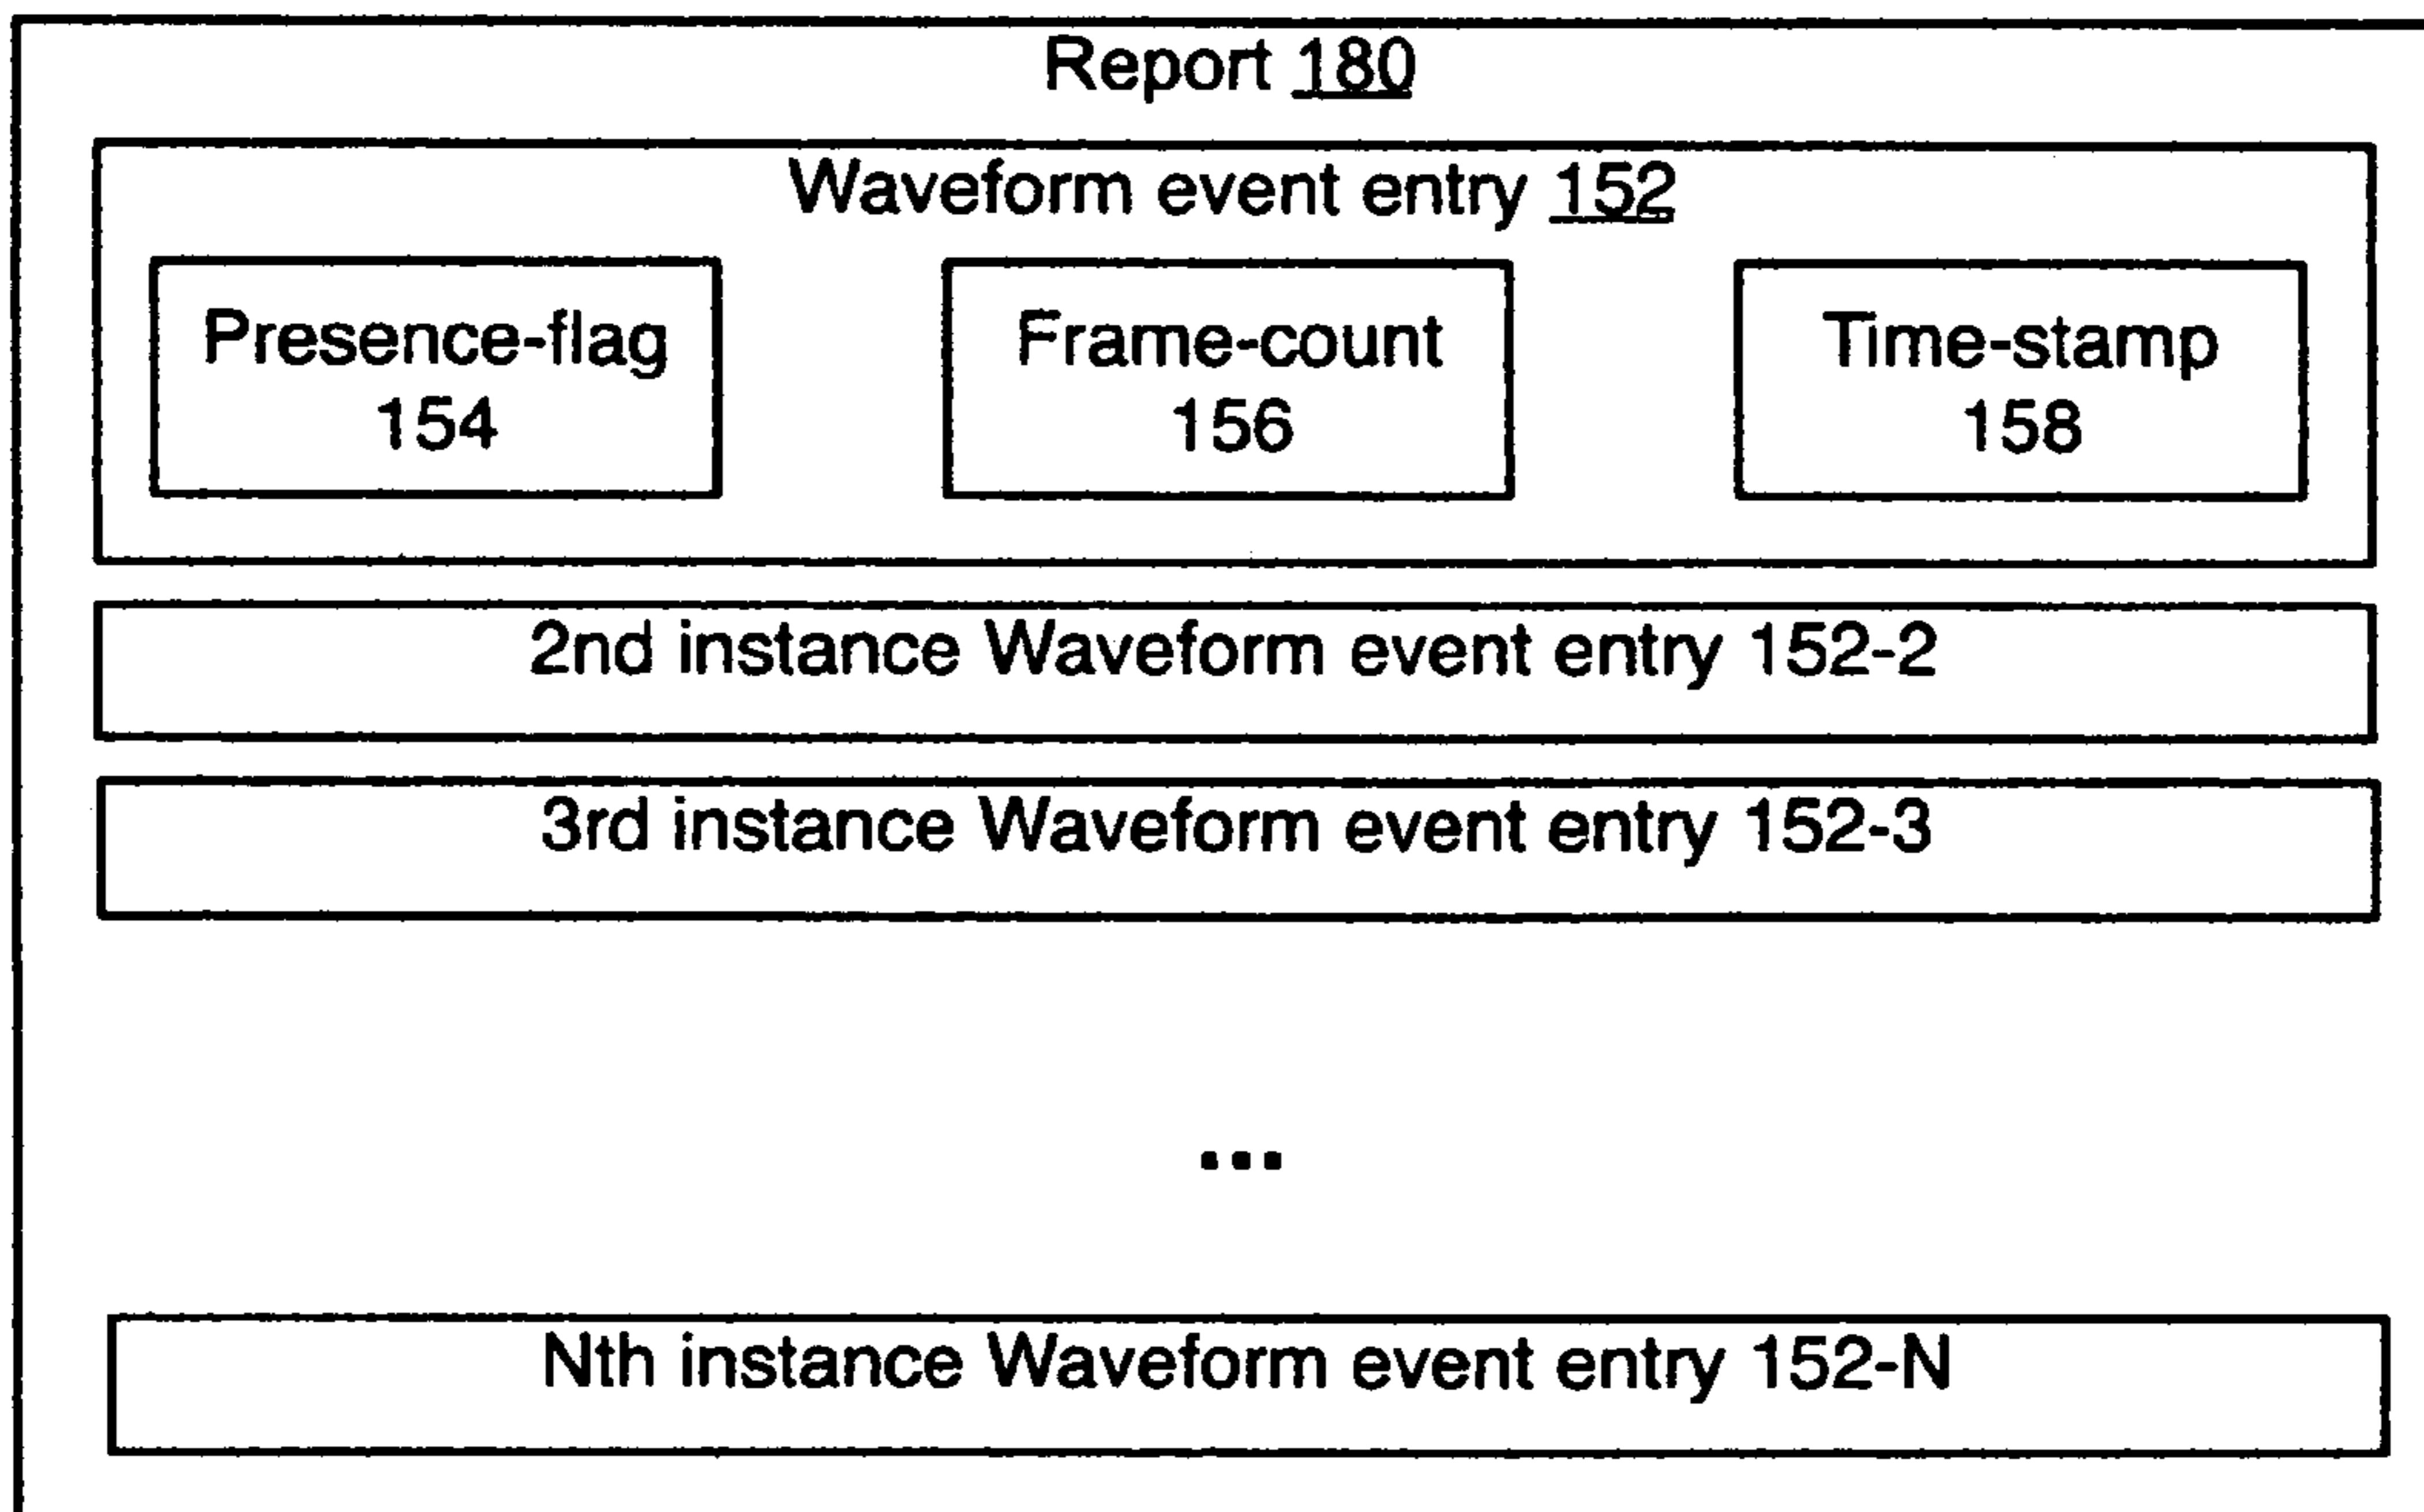 Report 180
Waveform event entry 152
Presence-flag
154
Frame-count
156
Time-stamp
158
2nd instance Waveform event entry 152-2
3rd instance Waveform event entry 152-3
...
Nth instance Waveform event entry 152-N